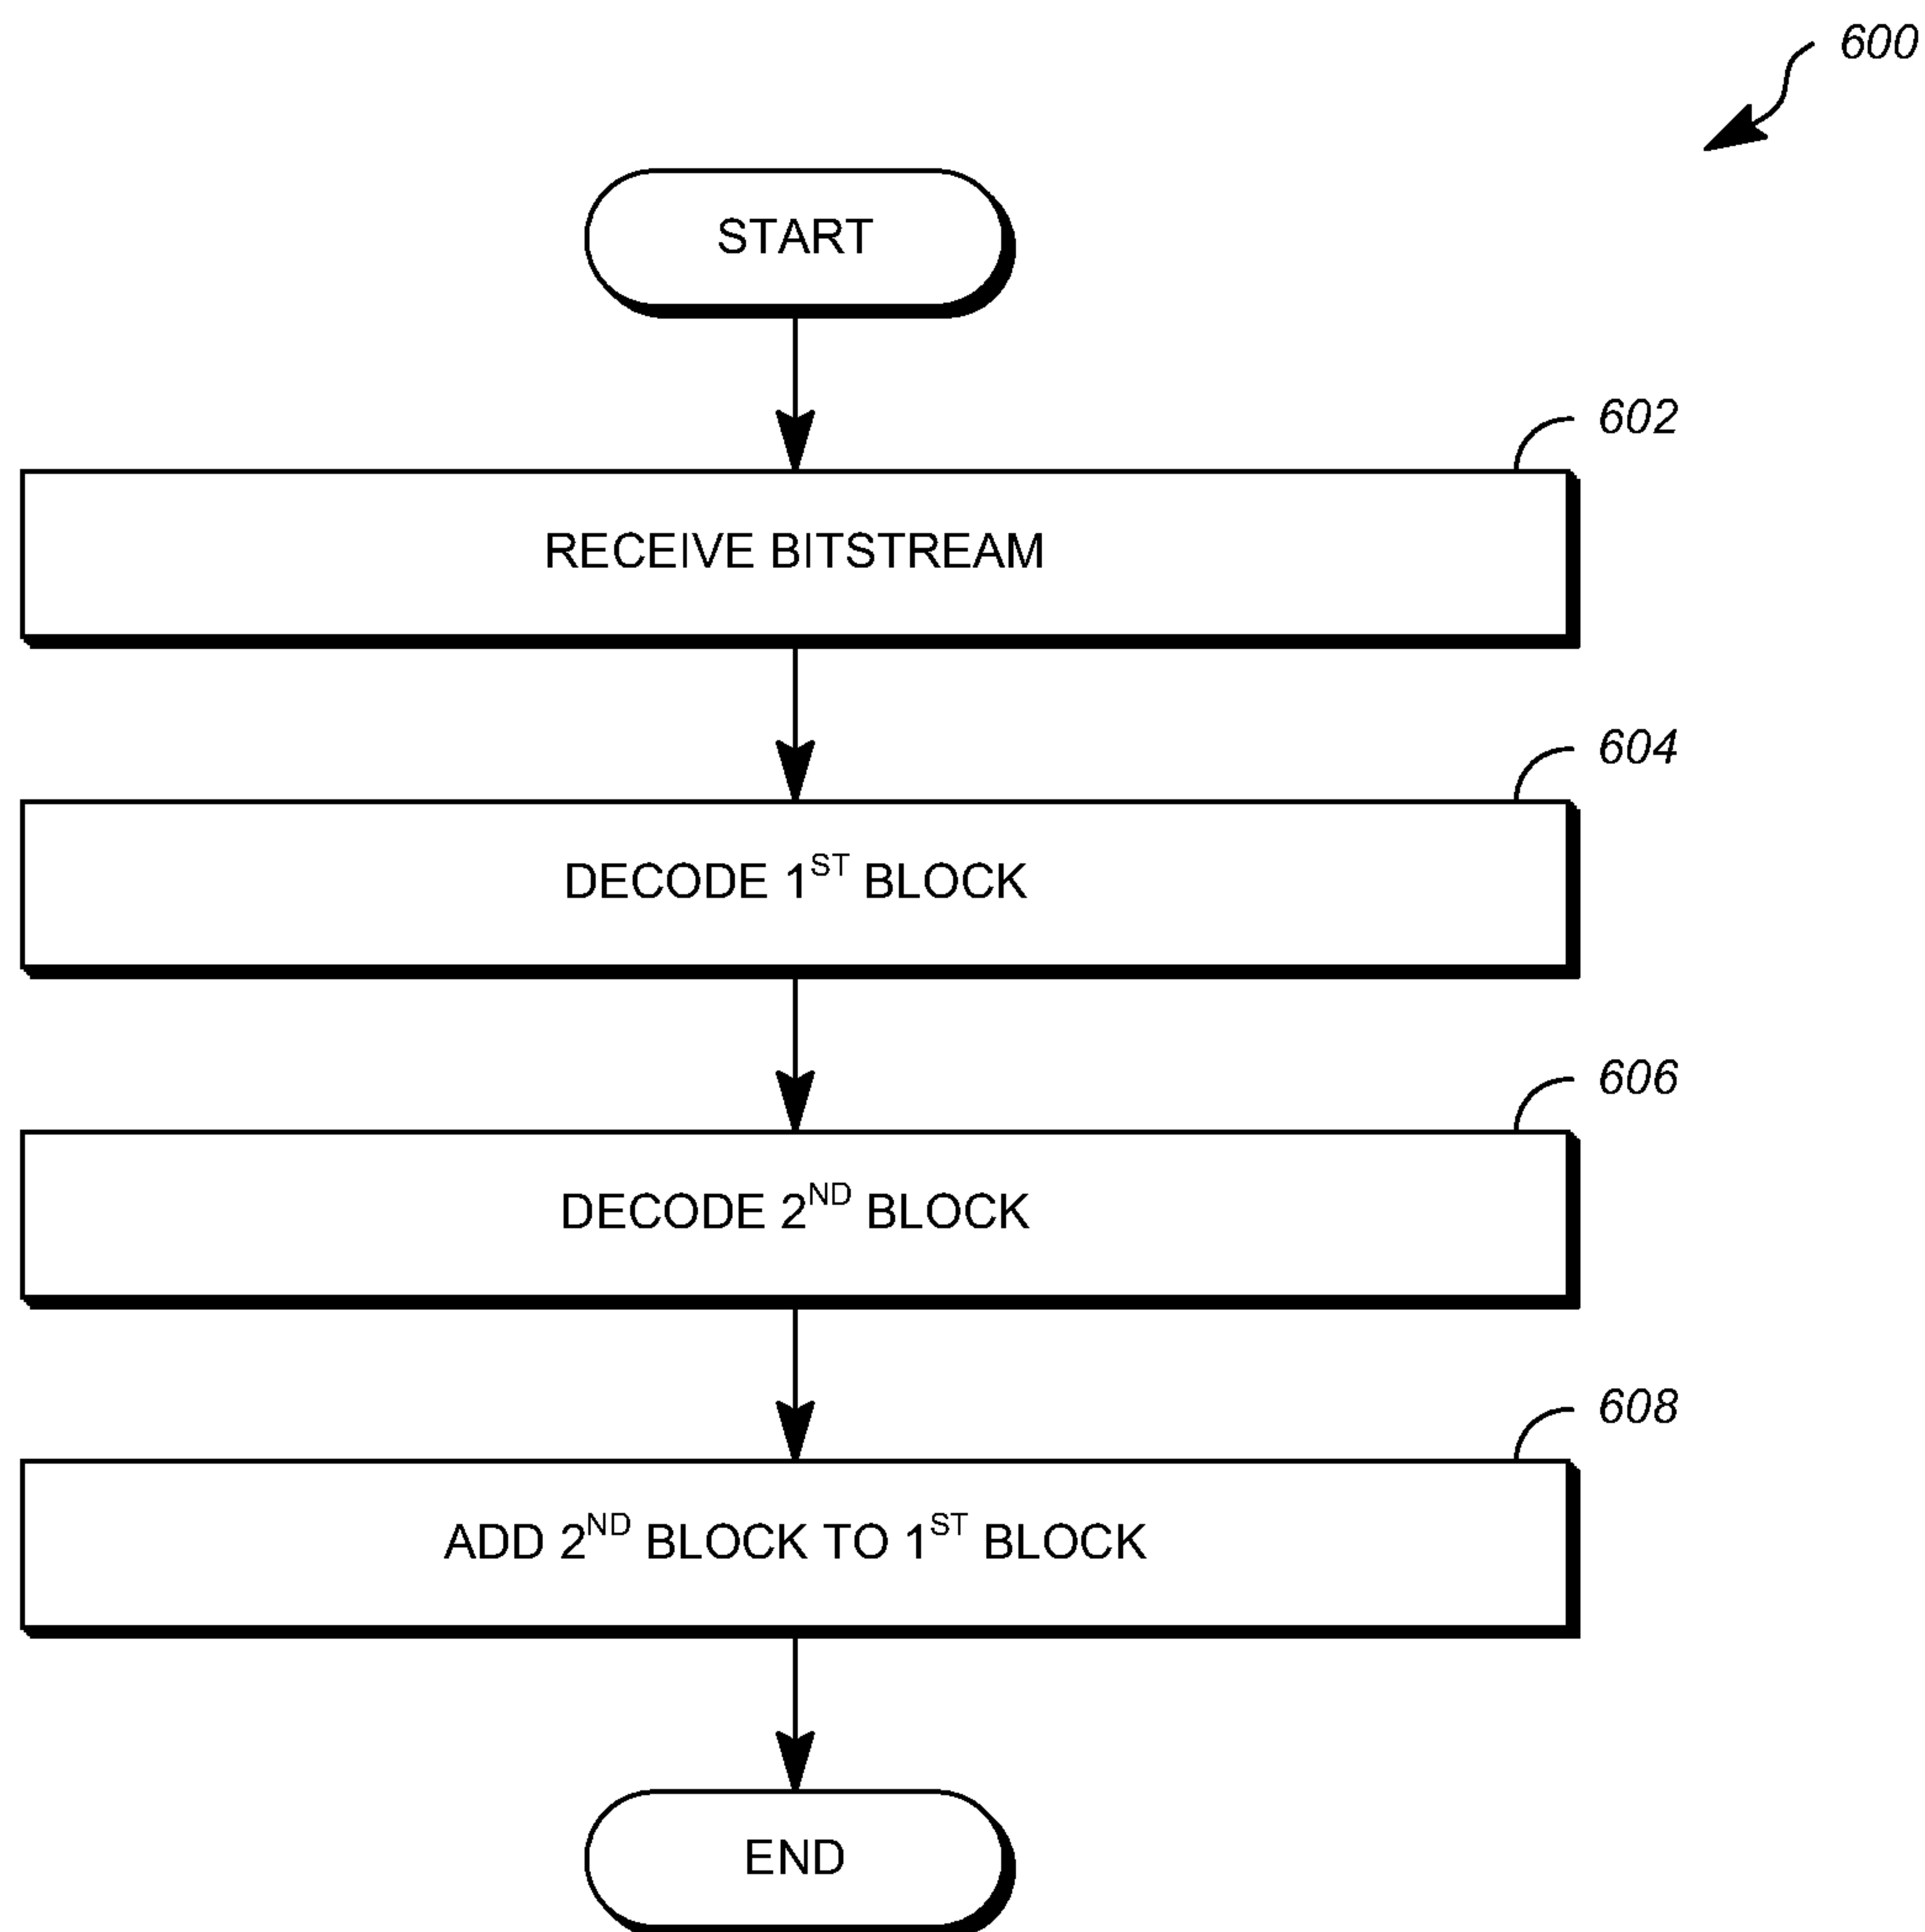 600
START
602
RECEIVE BITSTREAM
604
DECODE 1ST BLOCK
606
DECODE 2ND BLOCK
608
ADD 2ND BLOCK TO 1ST BLOCK
END